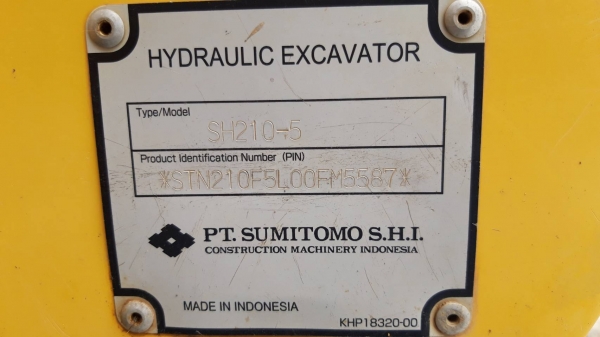 HYDRAULIC EXCAVATOR
Type/Model
SH210-5
Product Identification Number (PIN)
*STN210F5L00FM5587*
PT. SUMITOMO S.H.I.
CONSTRUCTION MACHINERY INDONESIA
MADE IN INDONESIA
KHP18320-00